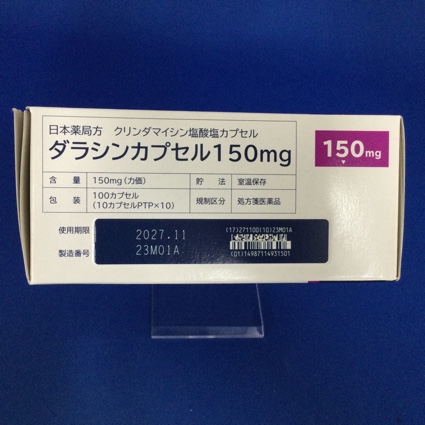 日本薬局方 クリンダマイシン塩酸塩カプセル
ダラシンカプセル150mg
150mg
含量 150mg(力価) 貯法 室温保存
包装 100カプセル (10カプセルPTP×10) 規制区分 処方箋医薬品
使用期限 2027.11
製造番号 23M01A
(17)271100(10)23M01A
(01)14987114931501